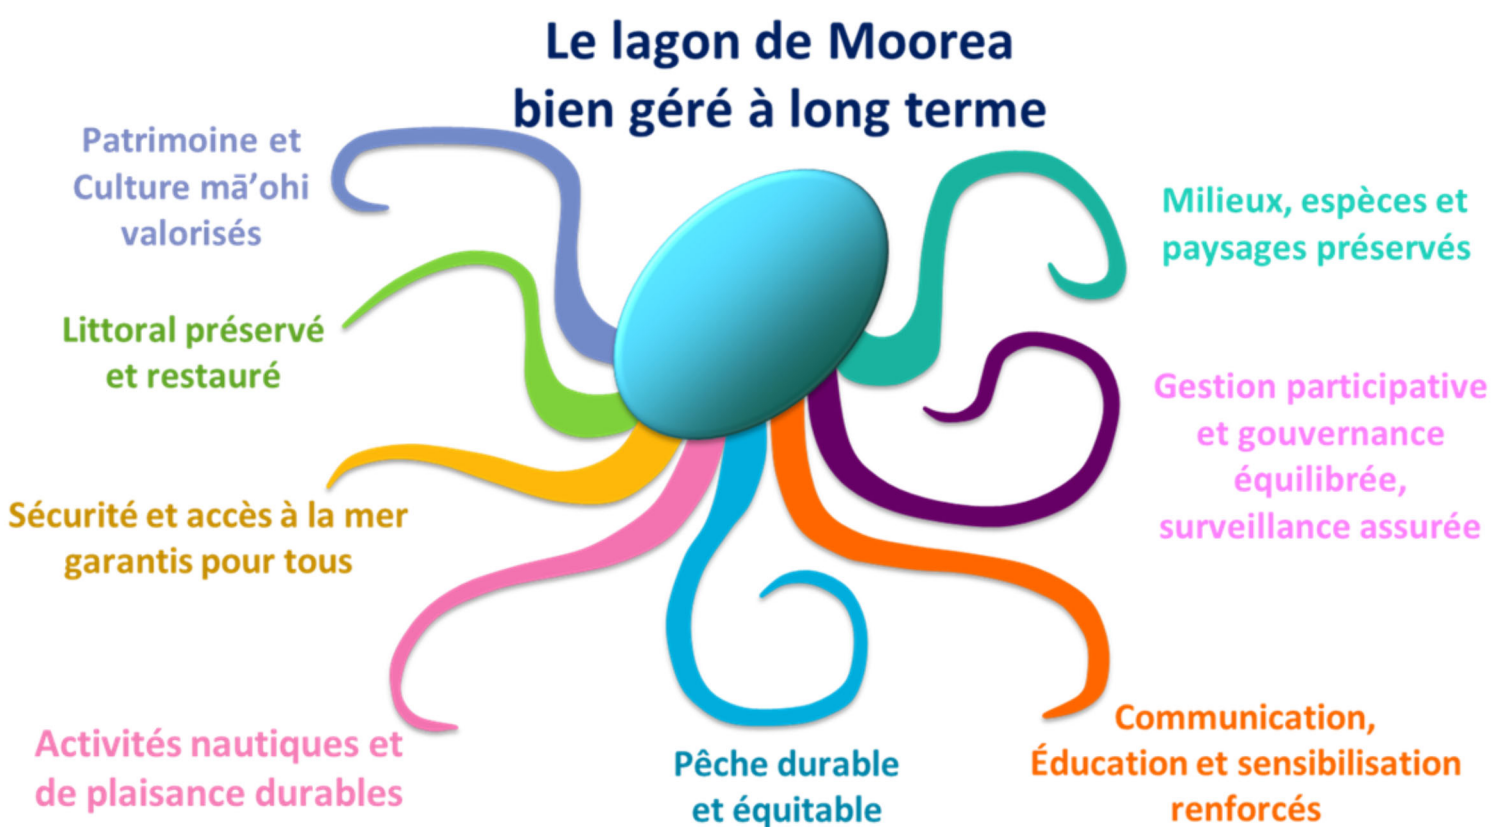 Le lagon de Moorea
bien géré à long terme
Patrimoine et
Culture mā’ohi
valorisés
Littoral préservé
et restauré
Sécurité et accès à la mer
garantis pour tous
Activités nautiques et
de plaisance durables
Pêche durable
et équitable
Communication,
Éducation et sensibilisation
renforcés
Gestion participative
et gouvernance
équilibrée,
surveillance assurée
Milieux, espèces et
paysages préservés